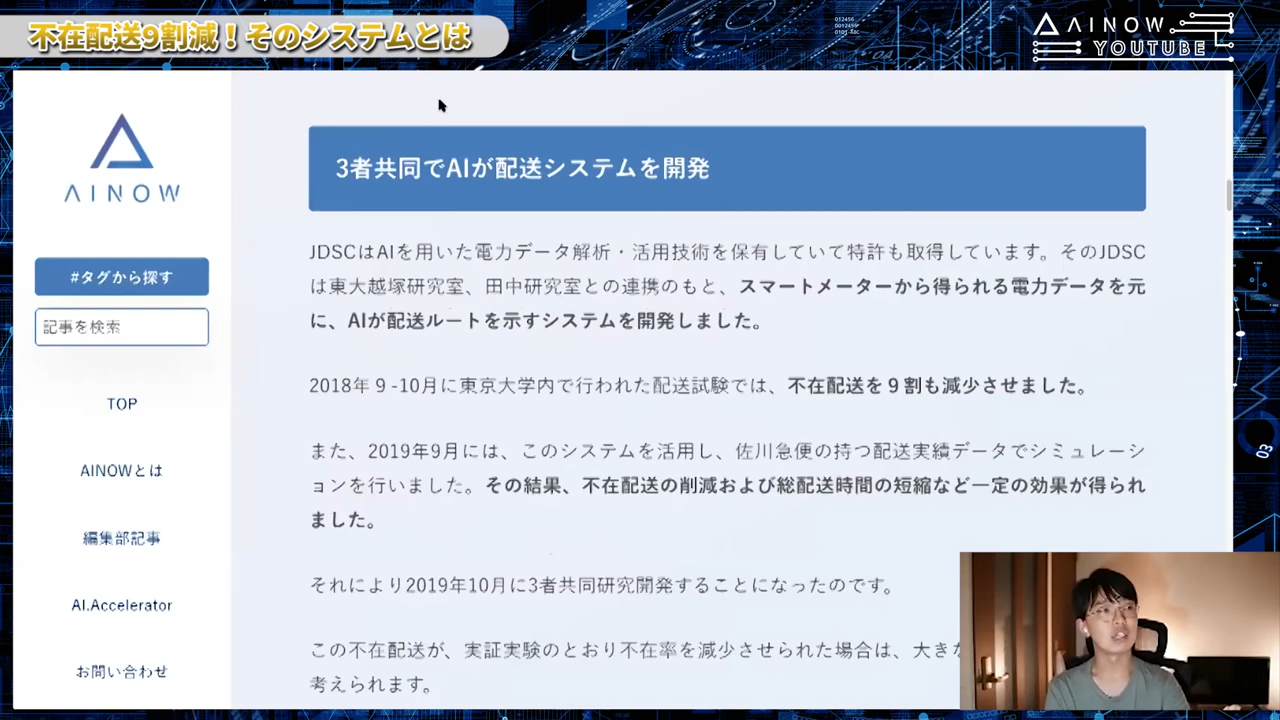 不在配送9割減！そのシステムとは
AINOW
YOUTUBE
AINOW
#タグから探す
記事を検索
TOP
AINOWとは
編集部記事
AI.Accelerator
お問い合わせ
3者共同でAIが配送システムを開発
JDSCはAIを用いた電力データ解析・活用技術を保有していて特許も取得しています。そのJDSC
は東大越塚研究室、田中研究室との連携のもと、スマートメーターから得られる電力データを元
に、AIが配送ルートを示すシステムを開発しました。
2018年９-10月に東京大学内で行われた配送試験では、不在配送を９割も減少させました。
また、2019年9月には、このシステムを活用し、佐川急便の持つ配送実績データでシミュレーシ
ョンを行いました。その結果、不在配送の削減および総配送時間の短縮など一定の効果が得られ
ました。
それにより2019年10月に3者共同研究開発することになったのです。
この不在配送が、実証実験のとおり不在率を減少させられた場合は、大き
考えられます。
03